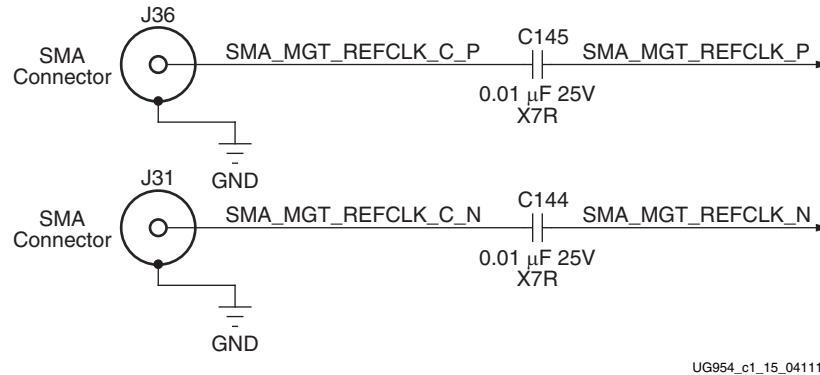 J36
SMA
Connector
SMA_MGT_REFCLK_C_P
C145
SMA_MGT_REFCLK_P
0.01 μF 25V
X7R
GND
J31
SMA
Connector
SMA_MGT_REFCLK_C_N
C144
SMA_MGT_REFCLK_N
0.01 μF 25V
X7R
GND
UG954_c1_15_04111